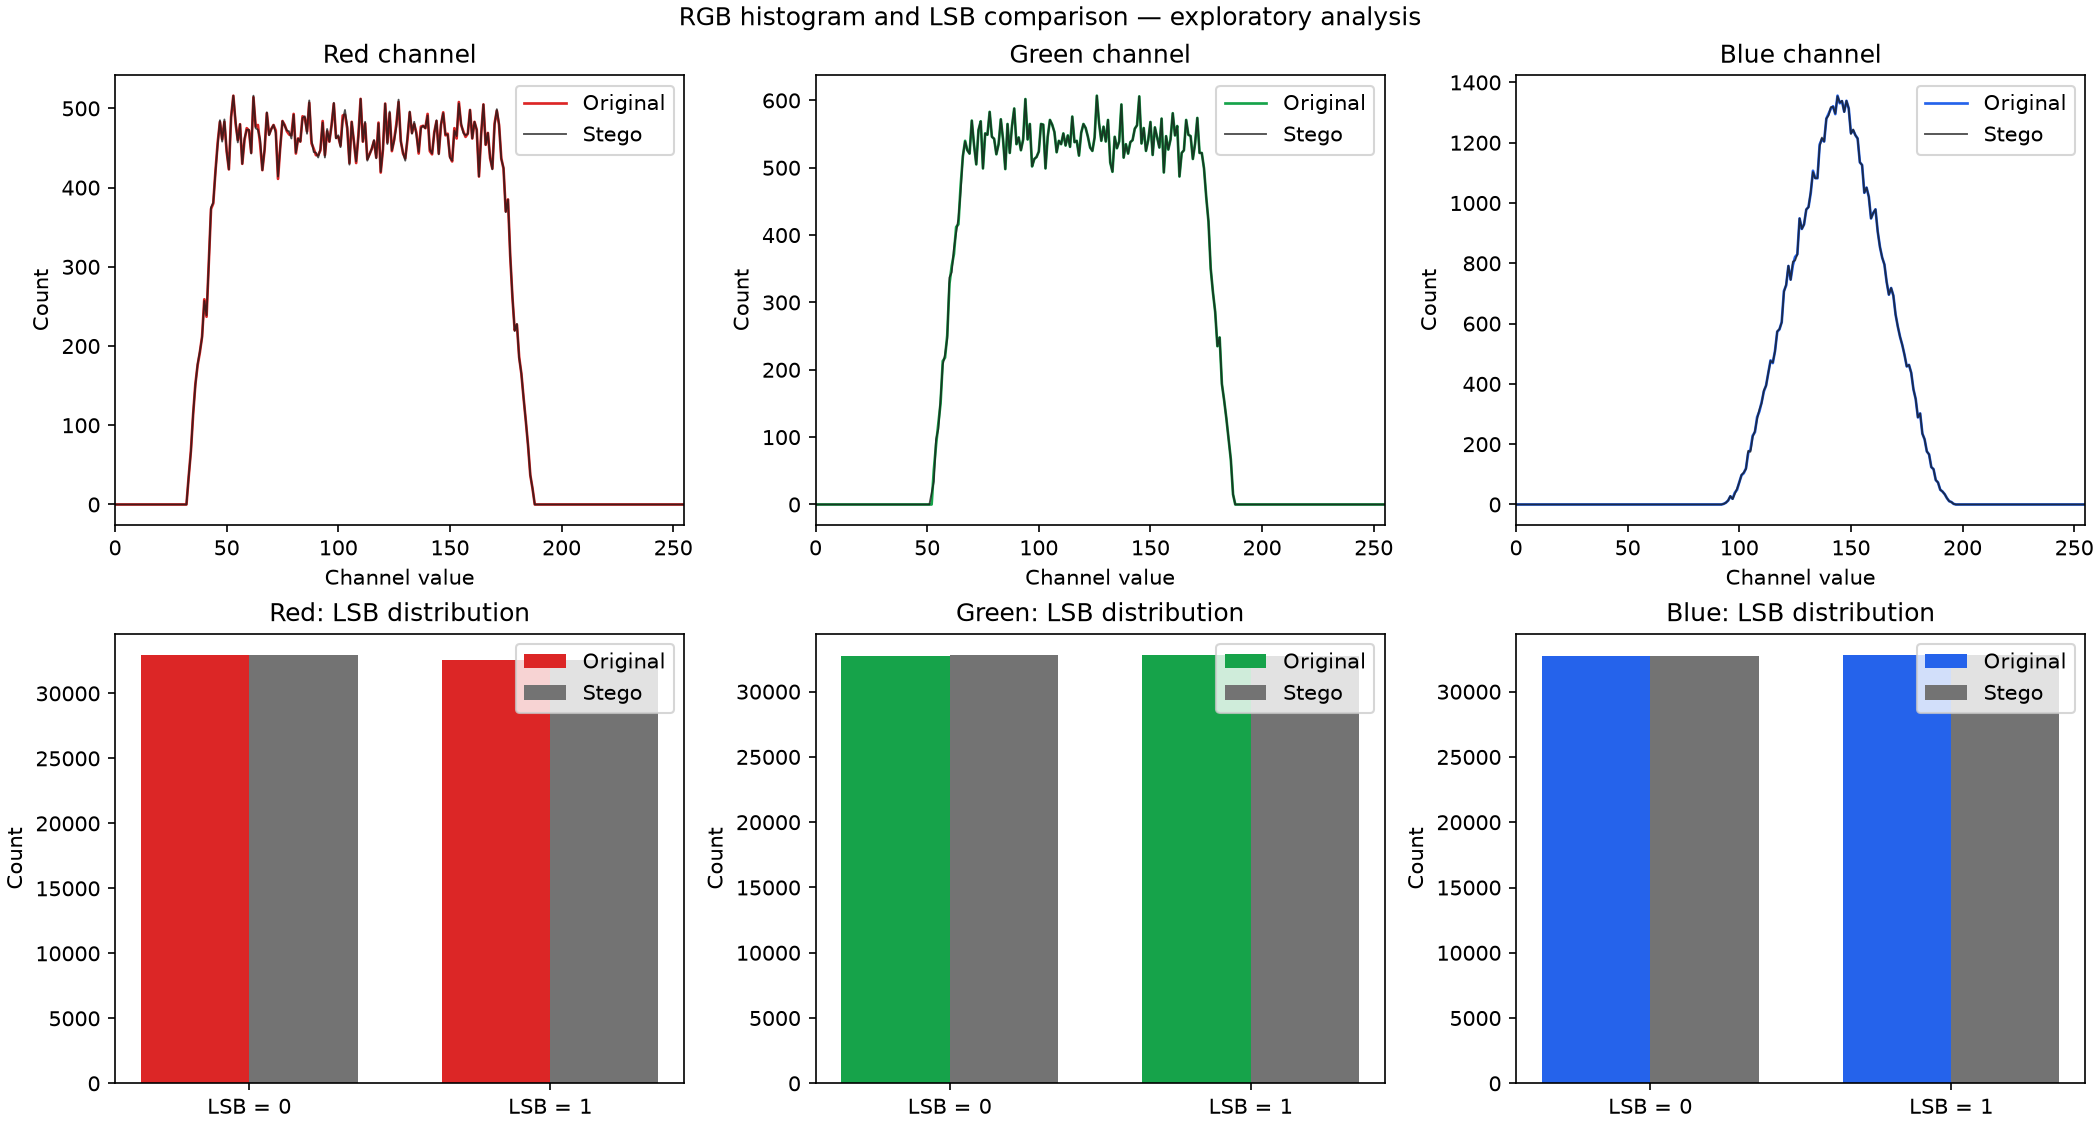 RGB histogram and LSB comparison — exploratory analysis
Red channel
Green channel
Blue channel
Original
Stego
Original
Stego
Original
Stego
Count
500
400
300
200
100
0
0 50 100 150 200 250
Channel value
Count
600
500
400
300
200
100
0
0 50 100 150 200 250
Channel value
Count
1400
1200
1000
800
600
400
200
0
0 50 100 150 200 250
Channel value
Red: LSB distribution
Green: LSB distribution
Blue: LSB distribution
Original
Stego
Original
Stego
Original
Stego
Count
30000
25000
20000
15000
10000
5000
0
LSB = 0 LSB = 1
Count
30000
25000
20000
15000
10000
5000
0
LSB = 0 LSB = 1
Count
30000
25000
20000
15000
10000
5000
0
LSB = 0 LSB = 1